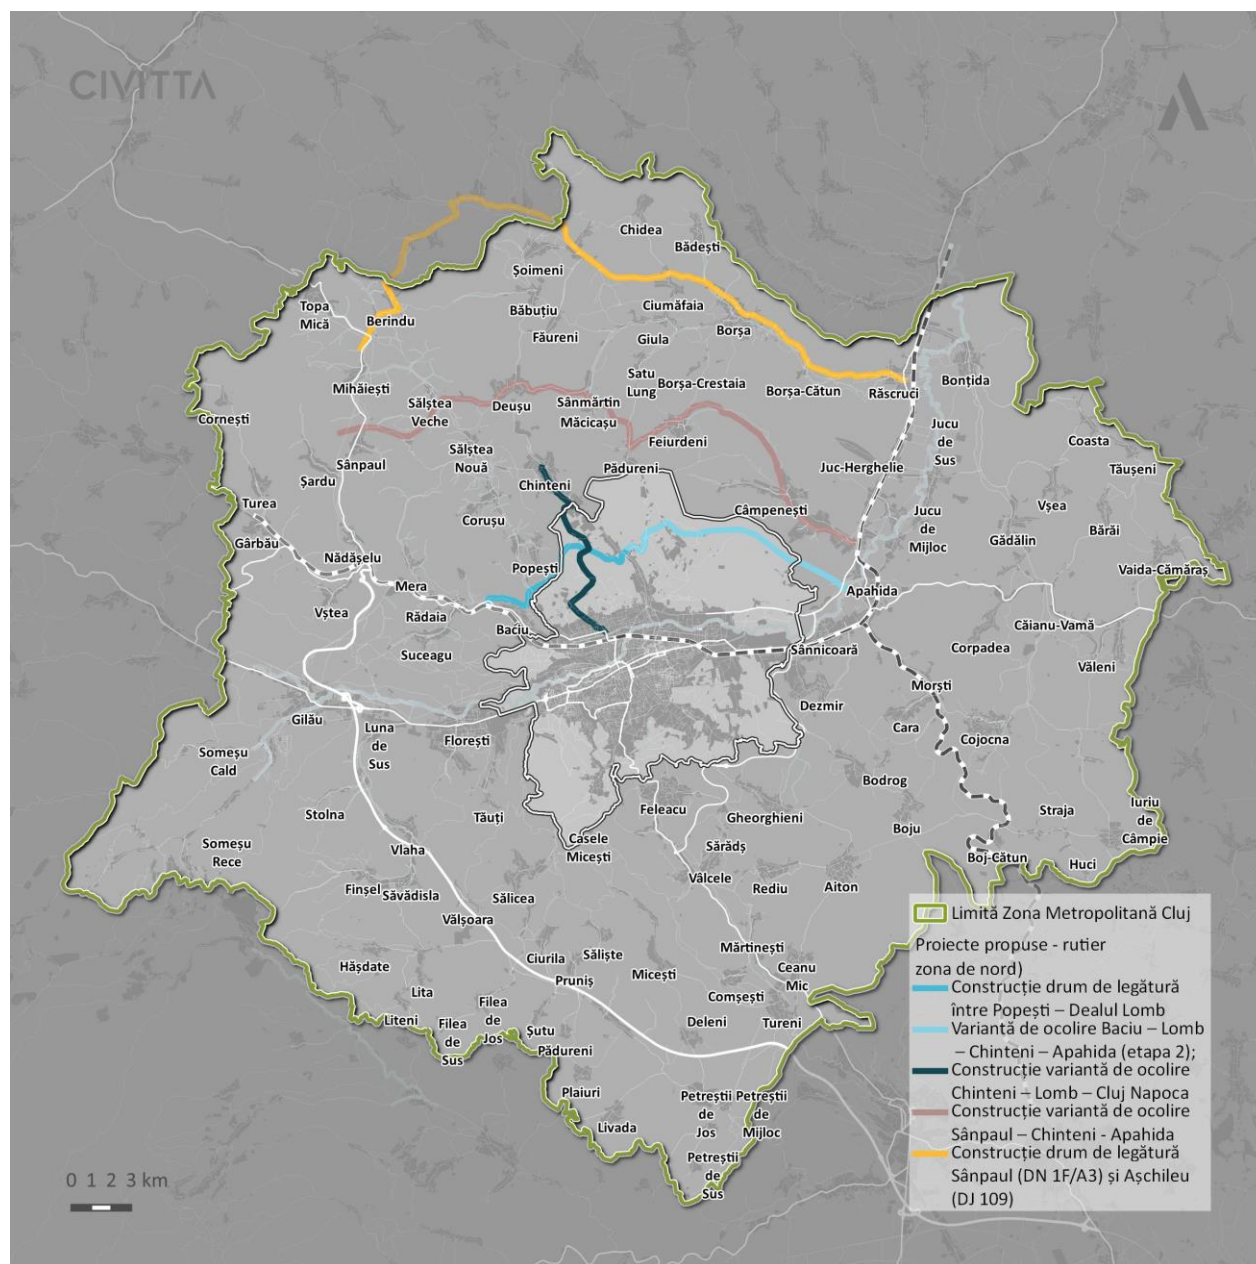 CIVITTA
Chidea
Bădești
Șoimeni
Topa
Mică
Berindu
Băbuțiu
Ciumăfaia
Făureni
Giula
Borșa
Mihăiești
Satu
Lung
Borșa-Crestaia
Borșa-Cătun
Răscruci
Bonțida
Cornești
Sălștea
Veche
Deușu
Sânmărtin
Măcicașu
Feiurdeni
Jucu
de
Sus
Coasta
Tăușeni
Sânpaul
Șardu
Sălștea
Nouă
Chinteni
Pădureni
Juc-Herghelie
Turea
Corușu
Câmpenești
Jucu
de
Mijloc
Vșea
Gădălin
Bărăi
Gârbău
Nădășelu
Popești
Vaida-Cămăraș
Mera
Apahida
Vștea
Rădaia
Baciu
Căianu-Vamă
Suceagu
Sânnicoară
Corpadea
Văleni
Morști
Gilău
Luna
de
Sus
Florești
Dezmir
Cara
Cojocna
Someșu
Cald
Bodrog
Stolna
Tăuți
Feleacu
Gheorghieni
Boju
Straja
Iuriu
de
Câmpie
Someșu
Rece
Vlaha
Casele
Micești
Sărădș
Boj-Cătun
Huci
Finșel
Săvădisla
Sălicea
Vâlcele
Rediu
Aiton
Vălșoara
Hășdate
Ciurila
Săliște
Pruniș
Micești
Mărtinești
Ceanu
Mic
Lita
Liteni
Filea
de
Jos
Filea
de
Sus
Șutu
Comșești
Deleni
Tureni
Pădureni
Plaiuri
Livada
Petreștii
de
Jos
Petreștii
de
Mijloc
Petreștii
de
Sus
Limită Zona Metropolitană Cluj
Proiecte propuse - rutier
zona de nord)
Construcție drum de legătură
între Popești – Dealul Lomb
Variantă de ocolire Baciu – Lomb
– Chinteni – Apahida (etapa 2);
Construcție variantă de ocolire
Chinteni – Lomb – Cluj Napoca
Construcție variantă de ocolire
Sânpaul – Chinteni - Apahida
Construcție drum de legătură
Sânpaul (DN 1F/A3) și Așchileu
(DJ 109)
0 1 2 3 km